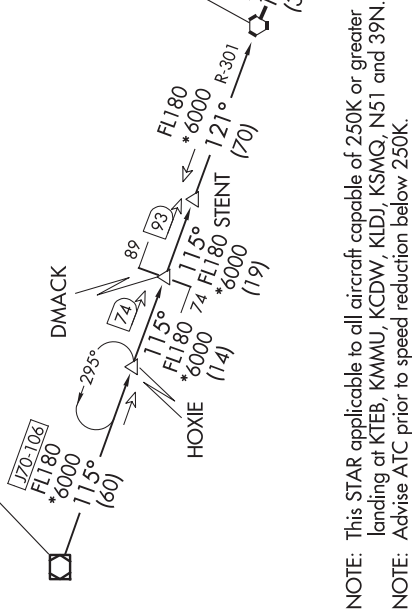 J70-106
FL180
*6000
115°
(60)
295°
HOXIE
74
115°
FL180
*6000
(14)
DMACK
89
74
93
115°
FL180
*6000
(19)
STENT
FL180
*6000
121°
(70)
R-301
NOTE: This STAR applicable to all aircraft capable of 250K or greater
landing at KTEB, KMMU, KCDW, KLDJ, KSMQ, N51 and 39N.
NOTE: Advise ATC prior to speed reduction below 250K.